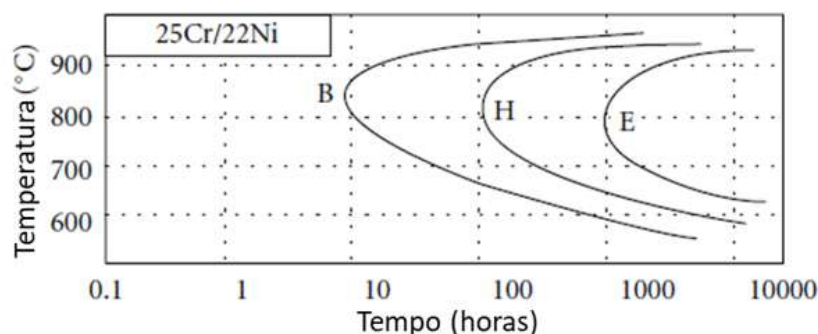 25Cr/22Ni
Temperatura (°C)
900
800
700
600
B
H
E
0.1 1 10 100 1000 10000
Tempo (horas)